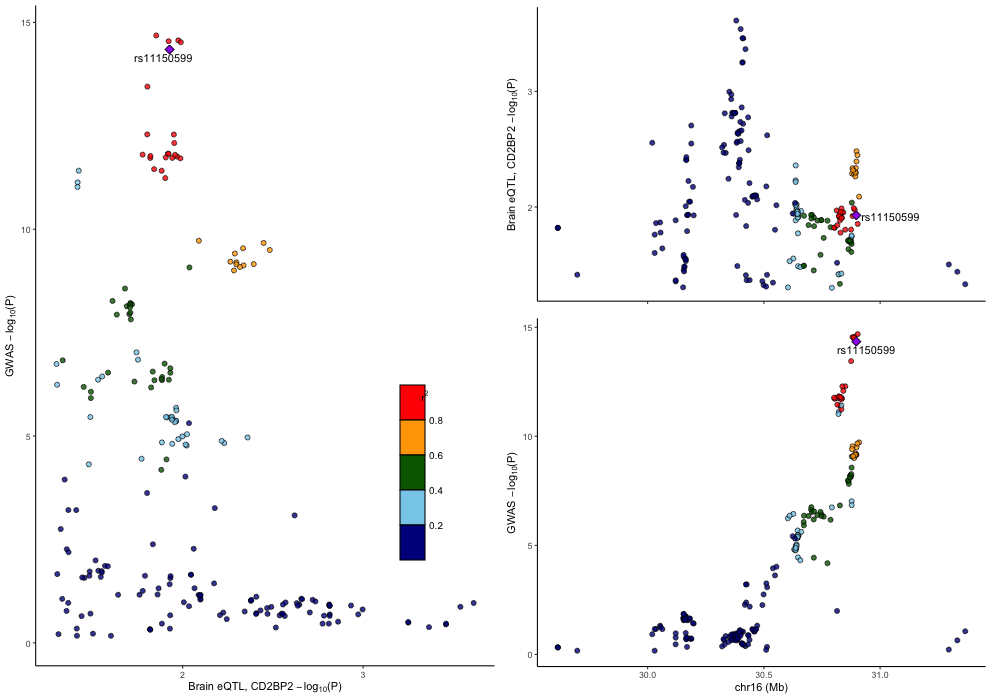 15
10
5
0
GWAS −log10(P)
rs11150599
r2
0.8
0.6
0.4
0.2
2
3
Brain eQTL, CD2BP2 −log10(P)
3
2
Brain eQTL, CD2BP2 −log10(P)
rs11150599
15
10
5
0
GWAS −log10(P)
rs11150599
30.0
30.5
31.0
chr16 (Mb)